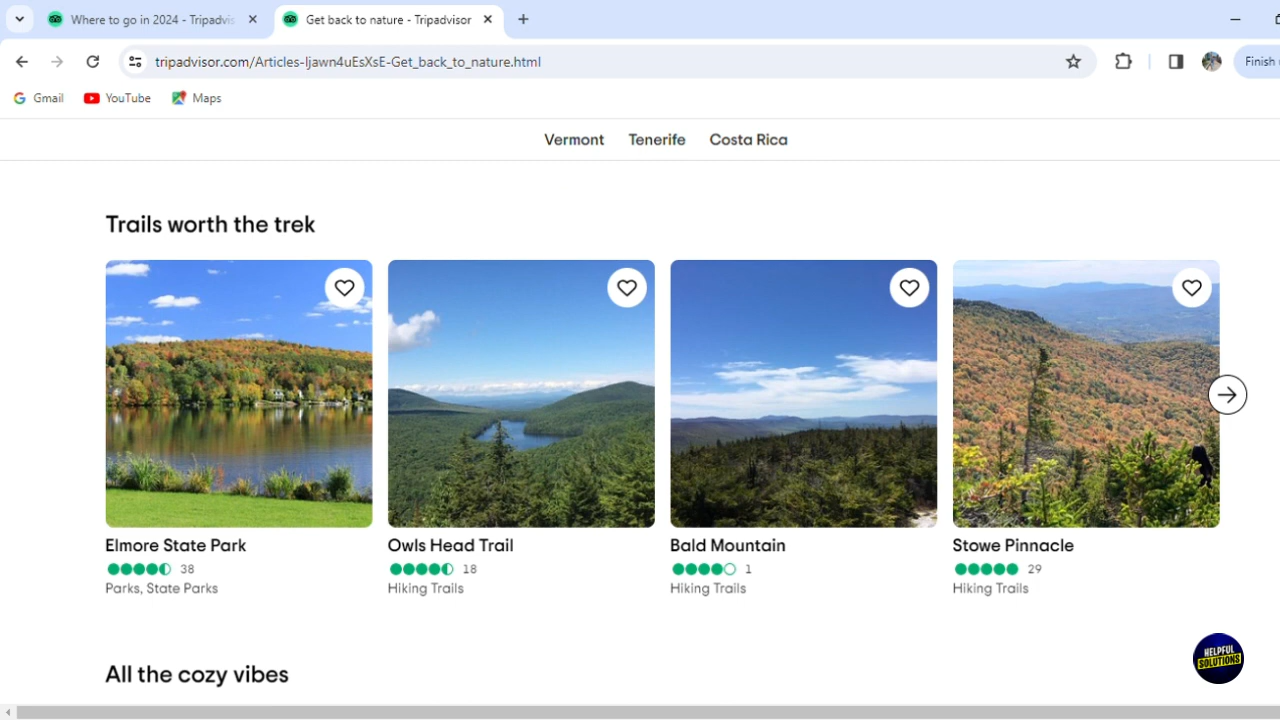 Where to go in 2024 - Tripadvis
Get back to nature - Tripadvisor
tripadvisor.com/Articles-ljawn4uEsXsE-Get_back_to_nature.html
Finish
Gmail
YouTube
Maps
Vermont Tenerife Costa Rica
Trails worth the trek
Elmore State Park
38
Parks, State Parks
Owls Head Trail
18
Hiking Trails
Bald Mountain
1
Hiking Trails
Stowe Pinnacle
29
Hiking Trails
HELPFUL
SOLUTIONS
All the cozy vibes